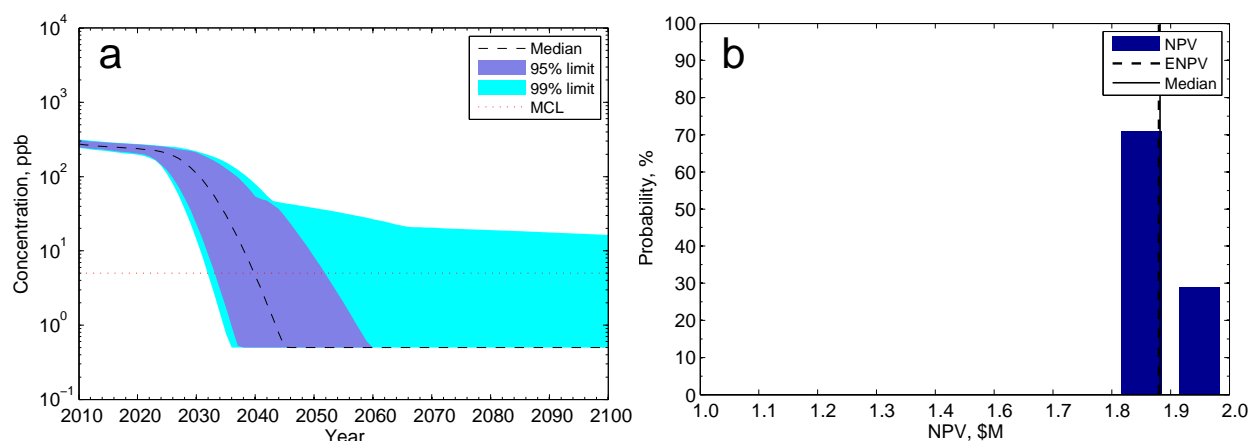 a
Concentration, ppb
10^4
10^3
10^2
10^1
10^0
10^-1
Median
95% limit
99% limit
MCL
2010 2020 2030 2040 2050 2060 2070 2080 2090 2100
Year
b
Probability, %
100
90
80
70
60
50
40
30
20
10
0
NPV
ENPV
Median
1.0 1.1 1.2 1.3 1.4 1.5 1.6 1.7 1.8 1.9 2.0
NPV, $M